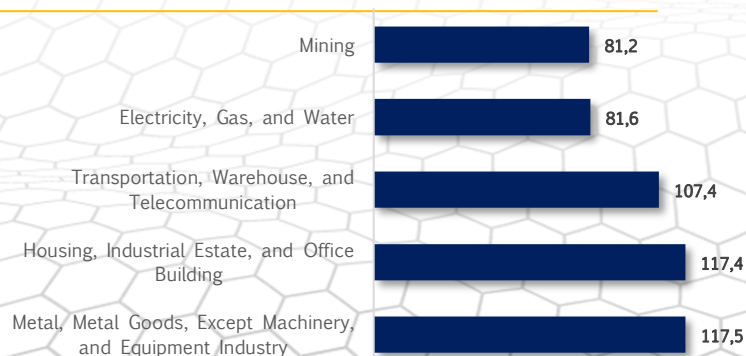 Mining
81,2
Electricity, Gas, and Water
81,6
Transportation, Warehouse, and
Telecommunication
107,4
Housing, Industrial Estate, and Office
Building
117,4
Metal, Metal Goods, Except Machinery,
and Equipment Industry
117,5